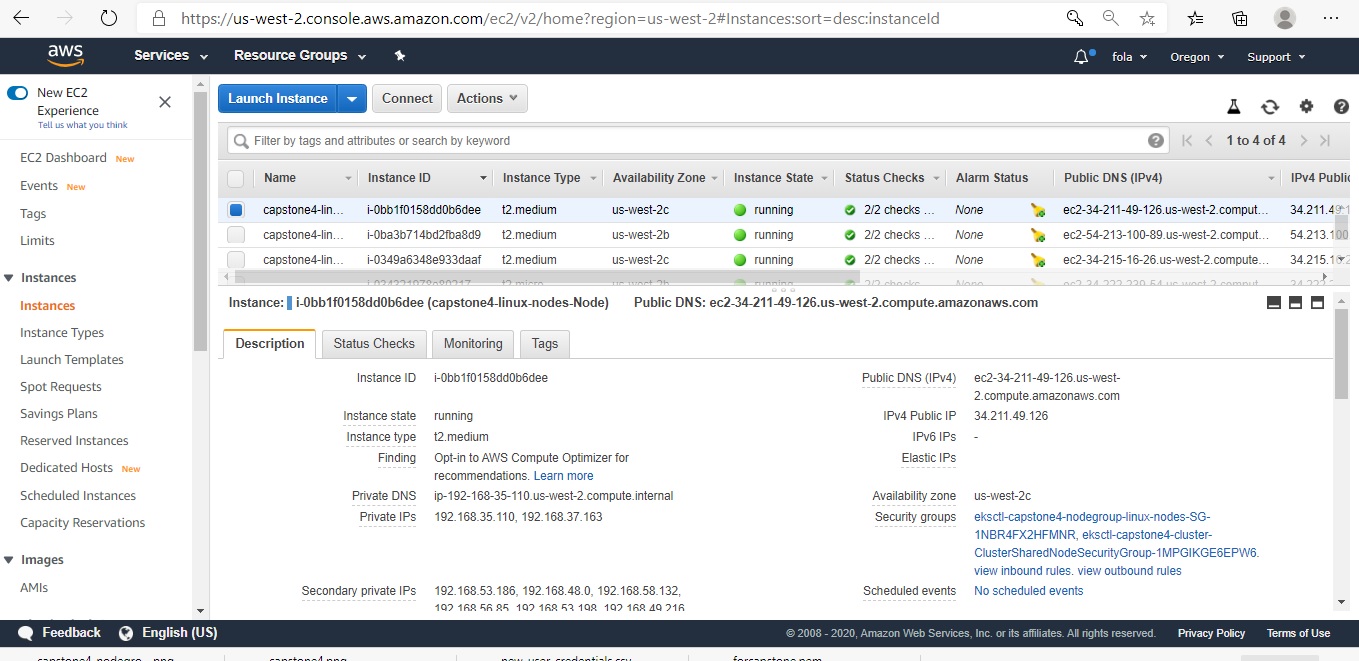 https://us-west-2.console.aws.amazon.com/ec2/v2/home?region=us-west-2#Instances:sort=desc:instanceId
aws Services Resource Groups fola Oregon Support
New EC2 Experience
Tell us what you think
EC2 Dashboard New
Events New
Tags
Limits
Instances
Instances
Instance Types
Launch Templates
Spot Requests
Savings Plans
Reserved Instances
Dedicated Hosts New
Scheduled Instances
Capacity Reservations
Images
AMIs
Launch Instance Connect Actions
Filter by tags and attributes or search by keyword
1 to 4 of 4
Name Instance ID Instance Type Availability Zone Instance State Status Checks Alarm Status Public DNS (IPv4) IPv4 Public
capstone4-lin... i-0bb1f0158dd0b6dee t2.medium us-west-2c running 2/2 checks ... None ec2-34-211-49-126.us-west-2.comput... 34.211.49
capstone4-lin... i-0ba3b714bd2fba8d9 t2.medium us-west-2b running 2/2 checks ... None ec2-54-213-100-89.us-west-2.comput... 54.213.100
capstone4-lin... i-0349a6348e933daaf t2.medium us-west-2c running 2/2 checks ... None ec2-34-215-16-26.us-west-2.comput... 34.215.16
Instance: i-0bb1f0158dd0b6dee (capstone4-linux-nodes-Node) Public DNS: ec2-34-211-49-126.us-west-2.compute.amazonaws.com
Description Status Checks Monitoring Tags
Instance ID i-0bb1f0158dd0b6dee
Instance state running
Instance type t2.medium
Finding Opt-in to AWS Compute Optimizer for
recommendations. Learn more
Private DNS ip-192-168-35-110.us-west-2.compute.internal
Private IPs 192.168.35.110, 192.168.37.163
Secondary private IPs 192.168.53.186, 192.168.48.0, 192.168.58.132,
192.168.56.85, 192.168.53.198, 192.168.49.216
Public DNS (IPv4) ec2-34-211-49-126.us-west-
2.compute.amazonaws.com
IPv4 Public IP 34.211.49.126
IPv6 IPs -
Elastic IPs
Availability zone us-west-2c
Security groups eksctl-capstone4-nodegroup-linux-nodes-SG-
1NBR4FX2HFMNR, eksctl-capstone4-cluster-
ClusterSharedNodeSecurityGroup-1MPGIKGE6EPW6.
view inbound rules. view outbound rules
Scheduled events No scheduled events
Feedback English (US)
© 2008 - 2020, Amazon Web Services, Inc. or its affiliates. All rights reserved. Privacy Policy Terms of Use